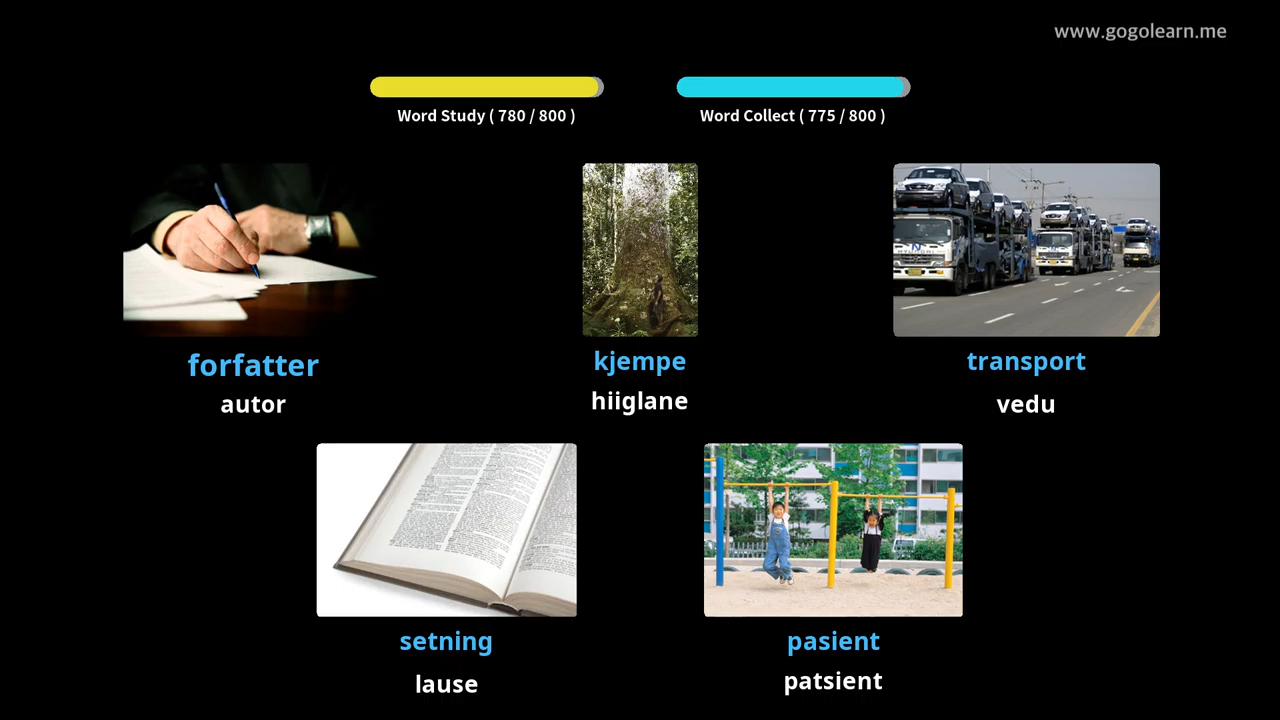 www.gogolearn.me
Word Study ( 780 / 800 )
Word Collect ( 775 / 800 )
forfatter
autor
kjempe
hiiglane
transport
vedu
setning
lause
pasient
patsient